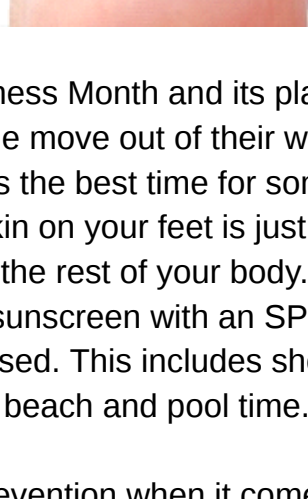 ness Month and its pla
e move out of their w
s the best time for sor
kin on your feet is just
the rest of your body.
sunscreen with an SP
sed. This includes sh
beach and pool time.
evention when it come